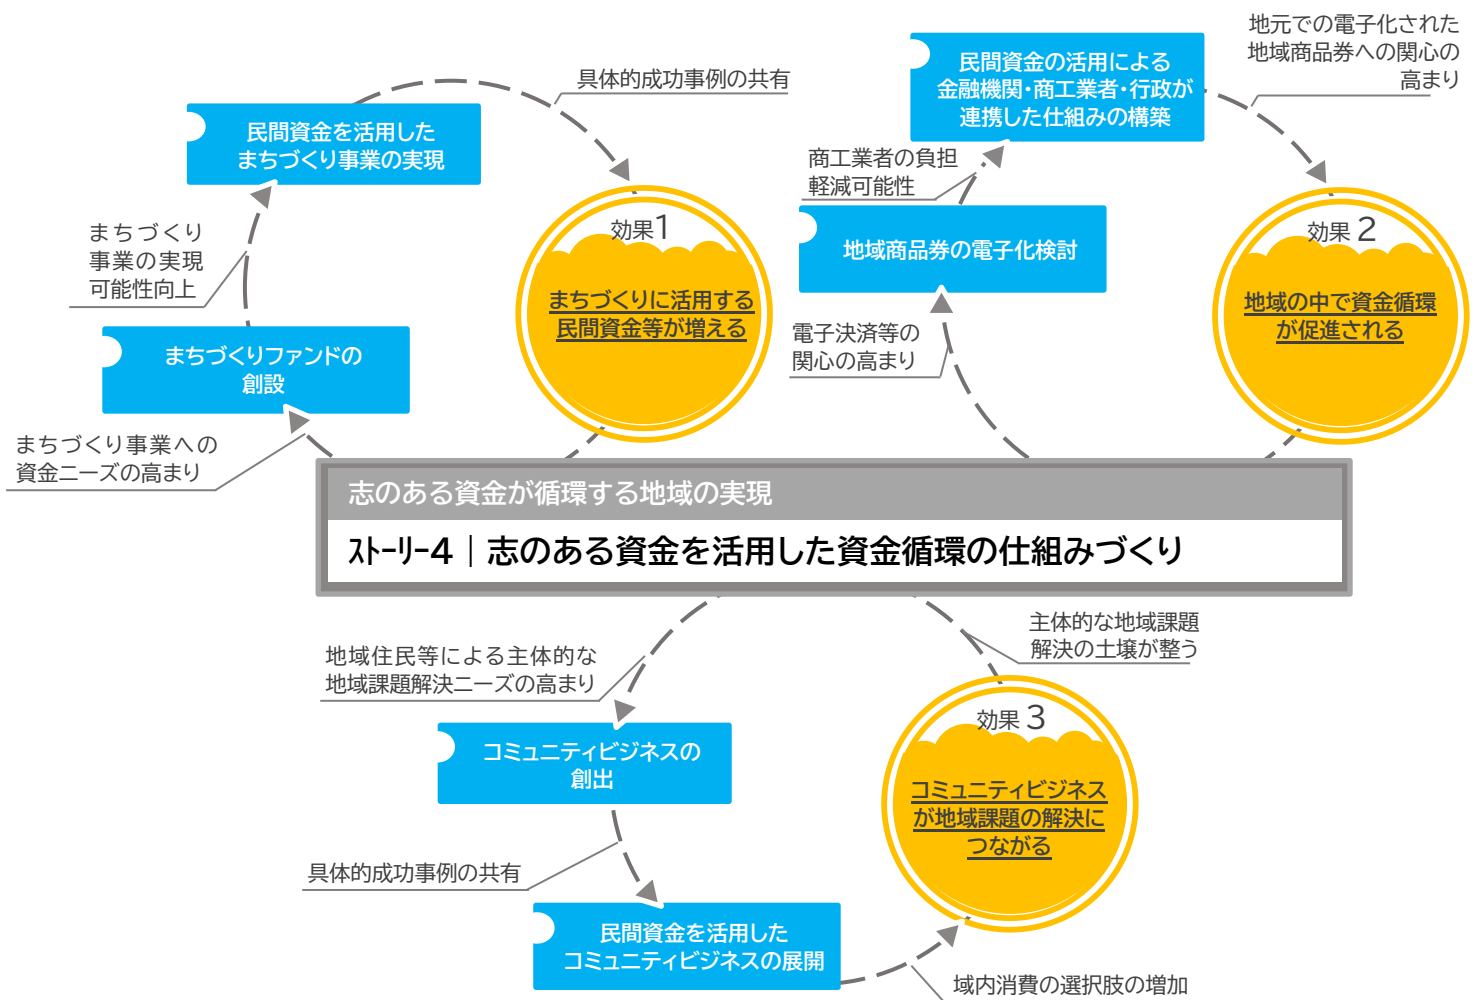 具体的成功事例の共有
民間資金を活用した
まちづくり事業の実現
まちづくり
事業の実現
可能性向上
まちづくりファンドの
創設
まちづくり事業への
資金ニーズの高まり
効果1
まちづくりに活用する
民間資金等が増える
地元での電子化された
地域商品券への関心の
高まり
民間資金の活用による
金融機関・商工業者・行政が
連携した仕組みの構築
商工業者の負担
軽減可能性
地域商品券の電子化検討
電子決済等の
関心の高まり
効果2
地域の中で資金循環
が促進される
志のある資金が循環する地域の実現
ｽﾄｰﾘｰ4｜志のある資金を活用した資金循環の仕組みづくり
地域住民等による主体的な
地域課題解決ニーズの高まり
コミュニティビジネスの
創出
具体的成功事例の共有
民間資金を活用した
コミュニティビジネスの展開
主体的な地域課題
解決の土壌が整う
効果3
コミュニティビジネス
が地域課題の解決に
つながる
域内消費の選択肢の増加